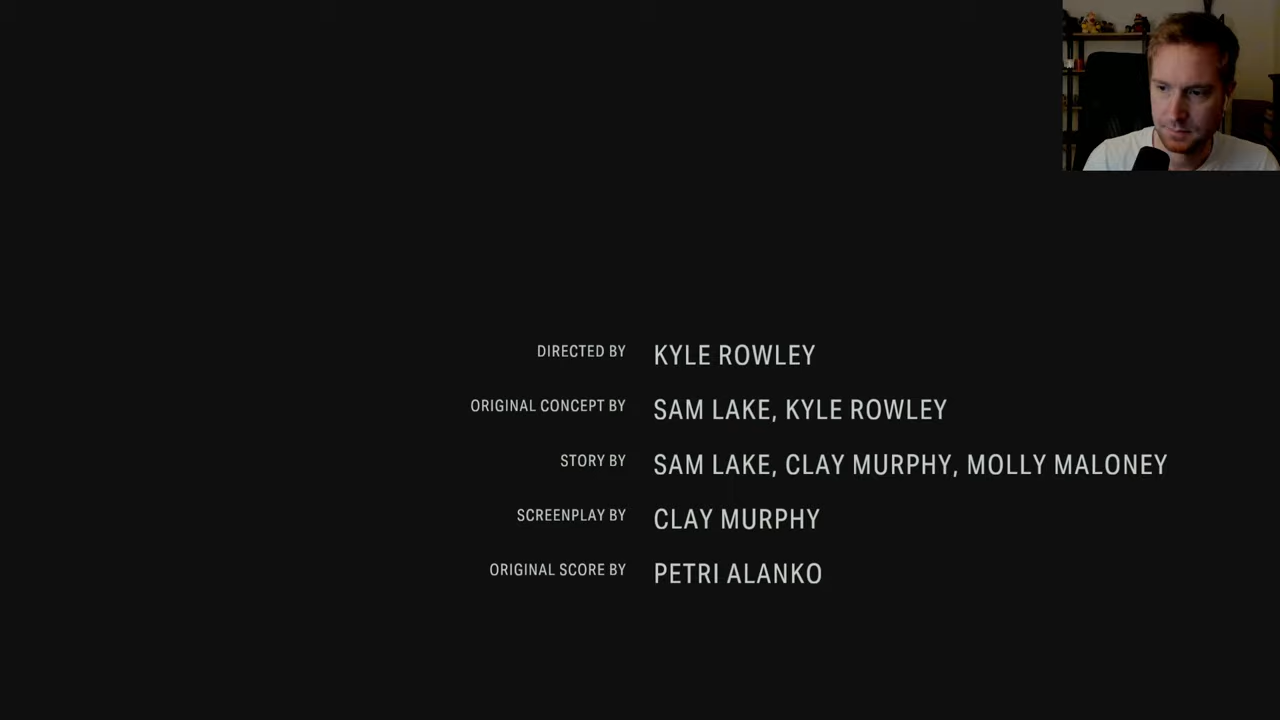 DIRECTED BY KYLE ROWLEY
ORIGINAL CONCEPT BY SAM LAKE, KYLE ROWLEY
STORY BY SAM LAKE, CLAY MURPHY, MOLLY MALONEY
SCREENPLAY BY CLAY MURPHY
ORIGINAL SCORE BY PETRI ALANKO